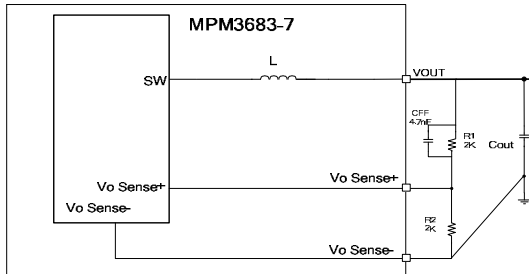 MPM3683-7
L
VOUT
SW
CFF
4.7nF
R1
2K
Cout
Vo Sense+
Vo Sense+
Vo Sense-
R2
2K
Vo Sense-